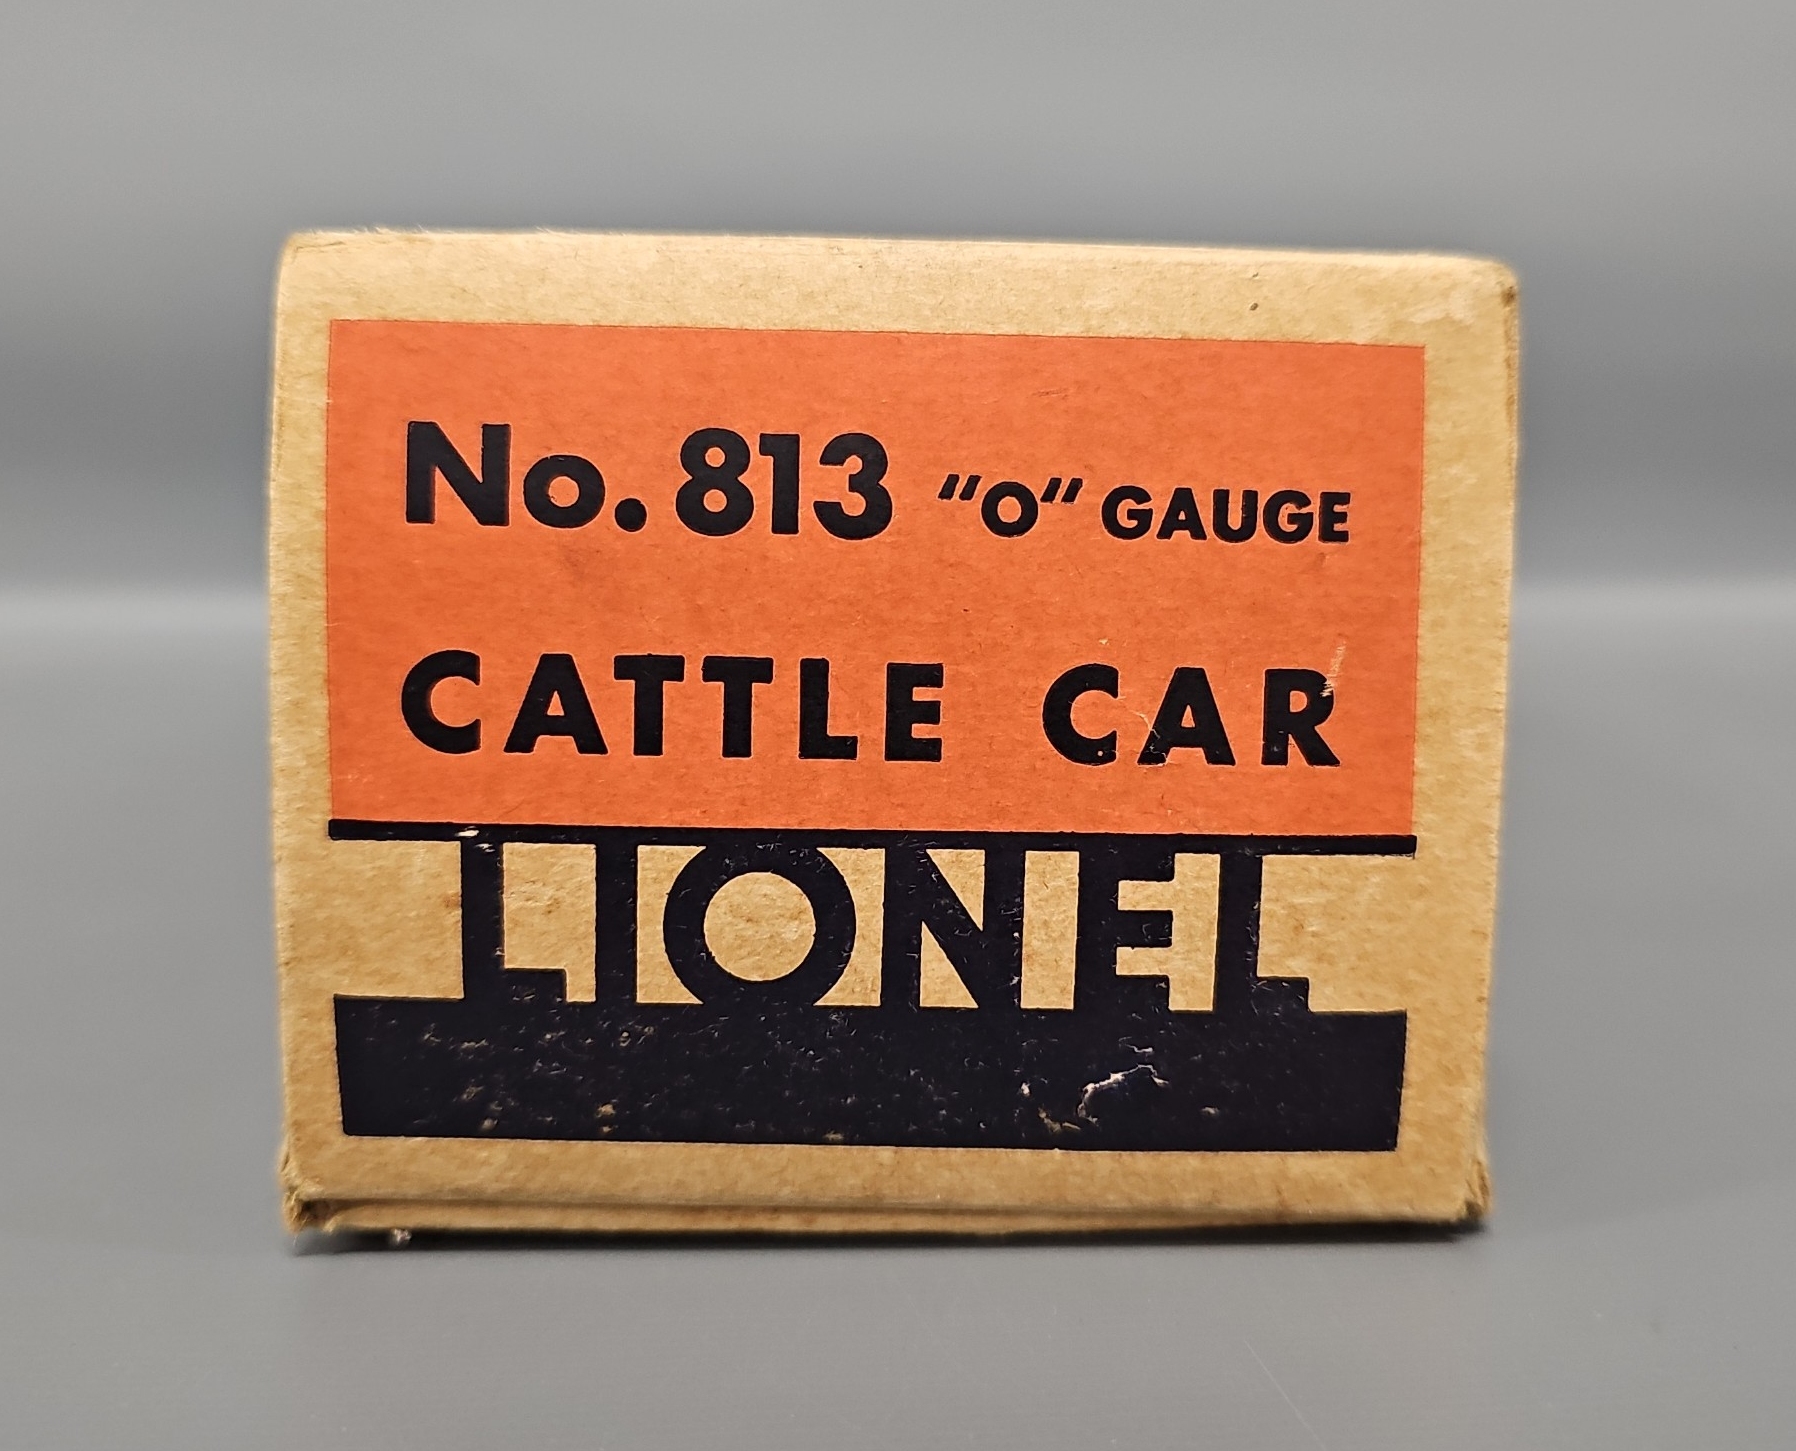 No. 813 "O" GAUGE
CATTLE CAR
LIONEL